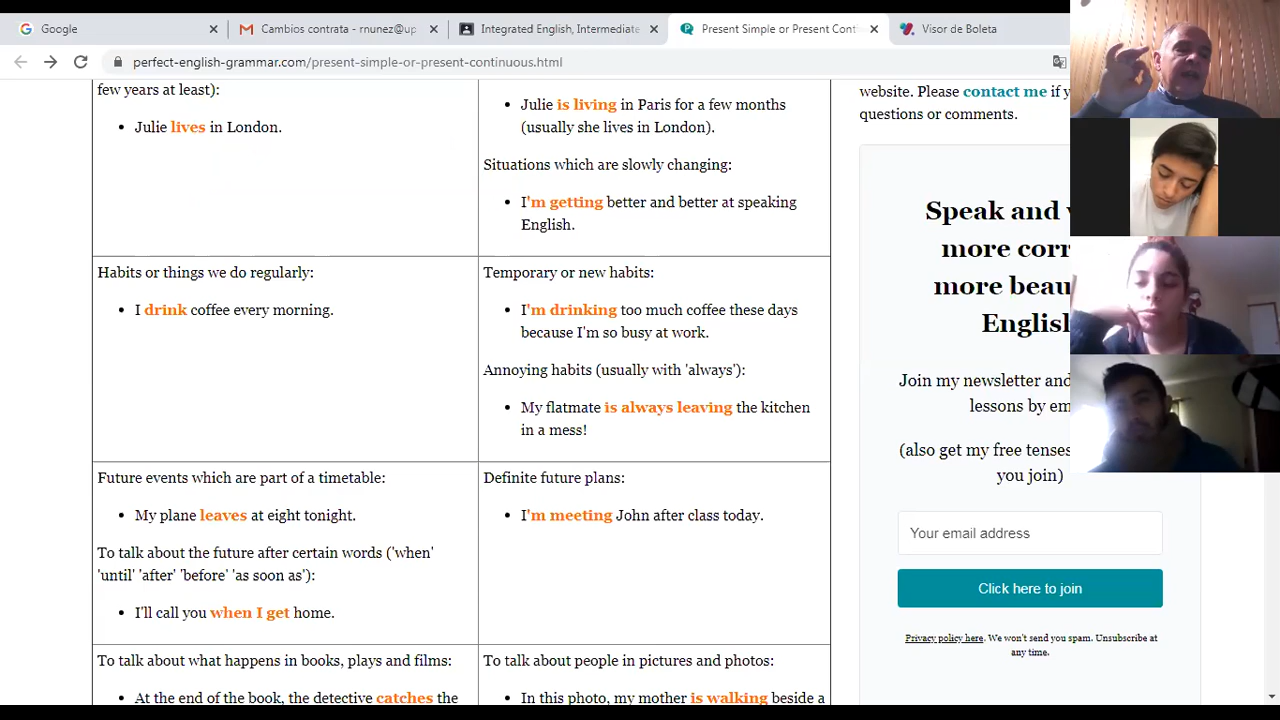 Google
Cambios contrata - rnunez@up
Integrated English, Intermediate
Present Simple or Present Conti
Visor de Boleta
perfect-english-grammar.com/present-simple-or-present-continuous.html
few years at least):
Julie lives in London.
Julie is living in Paris for a few months
(usually she lives in London).
Situations which are slowly changing:
I'm getting better and better at speaking
English.
Habits or things we do regularly:
I drink coffee every morning.
Temporary or new habits:
I'm drinking too much coffee these days
because I'm so busy at work.
Annoying habits (usually with 'always'):
My flatmate is always leaving the kitchen
in a mess!
Future events which are part of a timetable:
My plane leaves at eight tonight.
To talk about the future after certain words ('when'
'until' 'after' 'before' 'as soon as'):
I'll call you when I get home.
Definite future plans:
I'm meeting John after class today.
To talk about what happens in books, plays and films:
At the end of the book, the detective catches the
To talk about people in pictures and photos:
In this photo, my mother is walking beside a
website. Please contact me if y
questions or comments.
Speak and
more corr
more beau
English
Join my newsletter and
lessons by em
(also get my free tenses
you join)
Your email address
Click here to join
Privacy policy here. We won't send you spam. Unsubscribe at
any time.